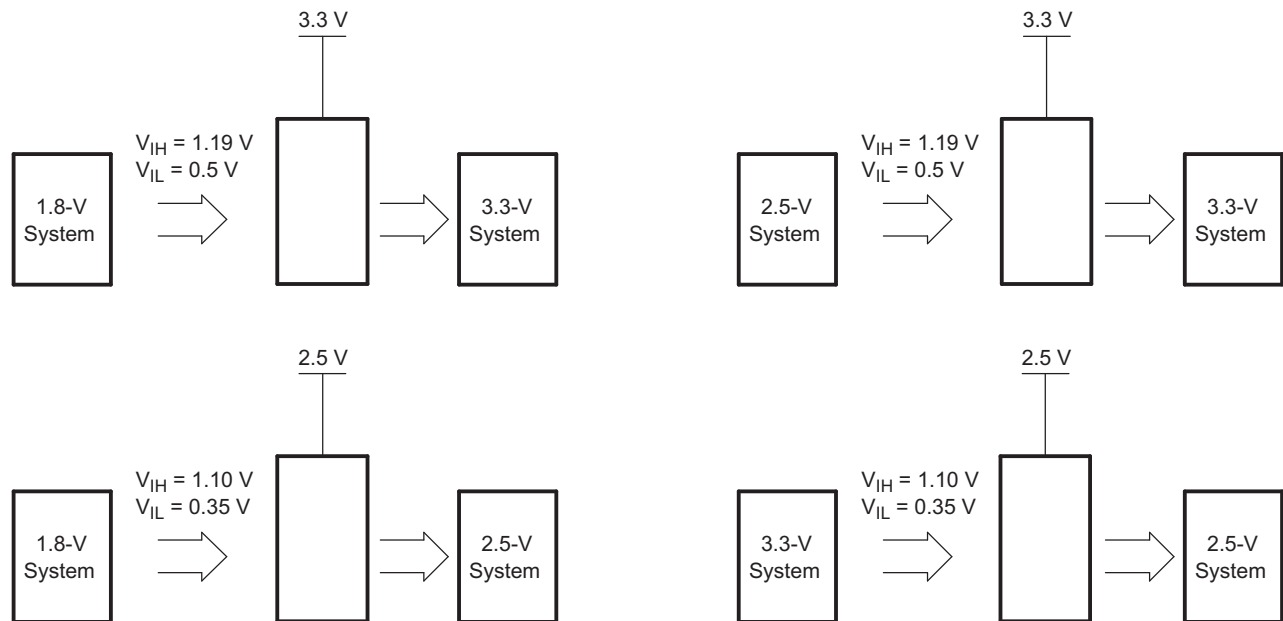 3.3 V
V_IH = 1.19 V
V_IL = 0.5 V
1.8-V
System
3.3-V
System
3.3 V
V_IH = 1.19 V
V_IL = 0.5 V
2.5-V
System
3.3-V
System
2.5 V
V_IH = 1.10 V
V_IL = 0.35 V
1.8-V
System
2.5-V
System
2.5 V
V_IH = 1.10 V
V_IL = 0.35 V
3.3-V
System
2.5-V
System